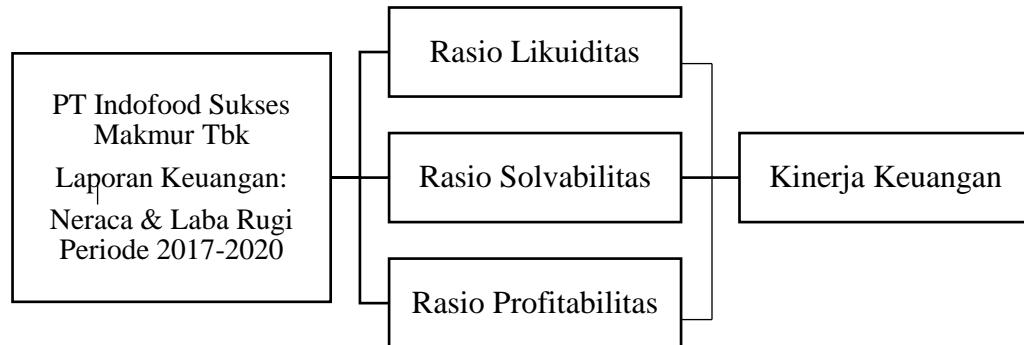 PT Indofood Sukses
Makmur Tbk
Laporan Keuangan:
Neraca & Laba Rugi
Periode 2017-2020
Rasio Likuiditas
Rasio Solvabilitas
Rasio Profitabilitas
Kinerja Keuangan